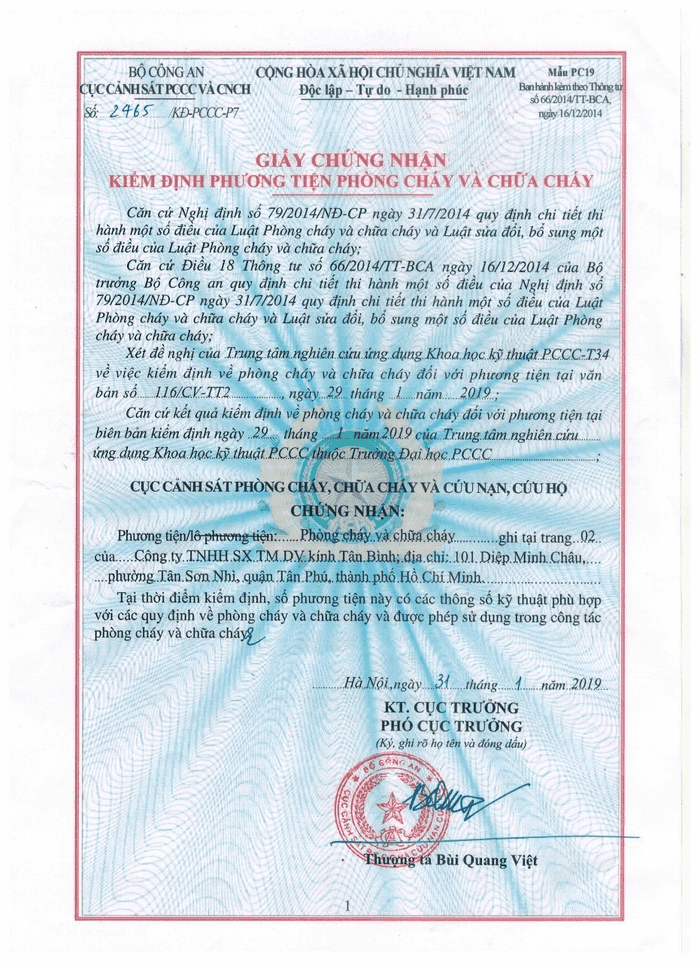 BỘ CÔNG AN
CỤC CẢNH SÁT PCCC VÀ CNCH
Số: 2465 /KĐ-PCCC-P7
CỘNG HÒA XÃ HỘI CHỦ NGHĨA VIỆT NAM
Độc lập – Tự do - Hạnh phúc
Mẫu PC19
Ban hành kèm theo Thông tư
số 66/2014/TT-BCA,
ngày 16/12/2014
GIẤY CHỨNG NHẬN
KIỂM ĐỊNH PHƯƠNG TIỆN PHÒNG CHÁY VÀ CHỮA CHÁY
Căn cứ Nghị định số 79/2014/NĐ-CP ngày 31/7/2014 quy định chi tiết thi
hành một số điều của Luật Phòng cháy và chữa cháy và Luật sửa đổi, bổ sung một
số điều của Luật Phòng cháy và chữa cháy;
Căn cứ Điều 18 Thông tư số 66/2014/TT-BCA ngày 16/12/2014 của Bộ
trưởng Bộ Công an quy định chi tiết thi hành một số điều của Nghị định số
79/2014/NĐ-CP ngày 31/7/2014 quy định chi tiết thi hành một số điều của Luật
Phòng cháy và chữa cháy và Luật sửa đổi, bổ sung một số điều của Luật Phòng
cháy và chữa cháy;
Xét đề nghị của Trung tâm nghiên cứu ứng dụng Khoa học kỹ thuật PCCC-T34
về việc kiểm định về phòng cháy và chữa cháy đối với phương tiện tại văn
bản số 116/CV-TT2, ngày 29 tháng 1 năm 2019;
Căn cứ kết quả kiểm định về phòng cháy và chữa cháy đối với phương tiện tại
biên bản kiểm định ngày 29 tháng 1 năm 2019 của Trung tâm nghiên cứu
ứng dụng Khoa học kỹ thuật PCCC thuộc Trường Đại học PCCC ;
CỤC CẢNH SÁT PHÒNG CHÁY, CHỮA CHÁY VÀ CỨU NẠN, CỨU HỘ
CHỨNG NHẬN:
Phương tiện/lô phương tiện: Phòng cháy và chữa cháy ghi tại trang 02
của Công ty TNHH SX TM DV kính Tân Bình; địa chỉ: 101 Diệp Minh Châu,
phường Tân Sơn Nhì, quận Tân Phú, thành phố Hồ Chí Minh.
Tại thời điểm kiểm định, số phương tiện này có các thông số kỹ thuật phù hợp
với các quy định về phòng cháy và chữa cháy và được phép sử dụng trong công tác
phòng cháy và chữa cháy
Hà Nội, ngày 31 tháng 1 năm 2019
KT. CỤC TRƯỞNG
PHÓ CỤC TRƯỞNG
(Ký, ghi rõ họ tên và đóng dấu)
BỘ CÔNG AN
Thượng tá Bùi Quang Việt
1